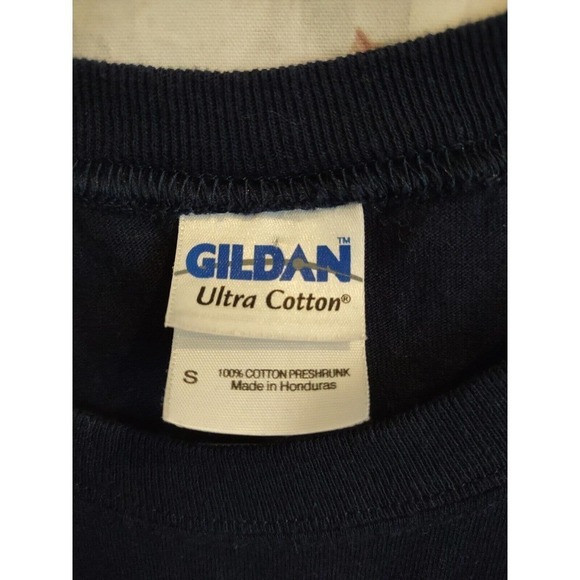 GILDAN™
Ultra Cotton®
S
100% COTTON PRESHRUNK
Made in Honduras